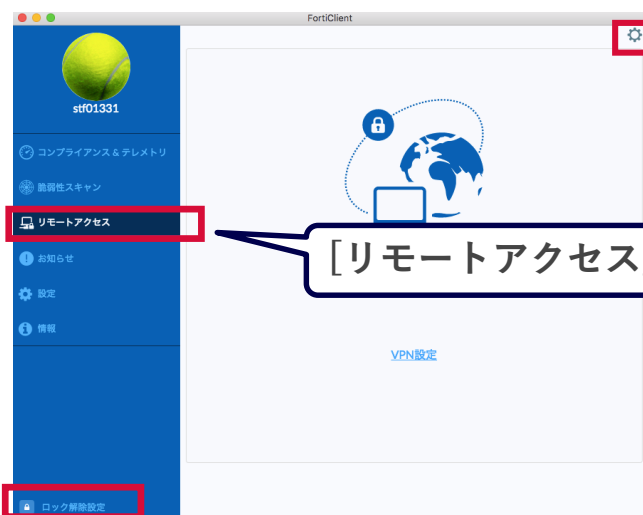 FortiClient
stf01331
コンプライアンス & テレメトリ
脆弱性スキャン
リモートアクセス
[リモートアクセス
お知らせ
設定
情報
VPN設定
ロック解除設定